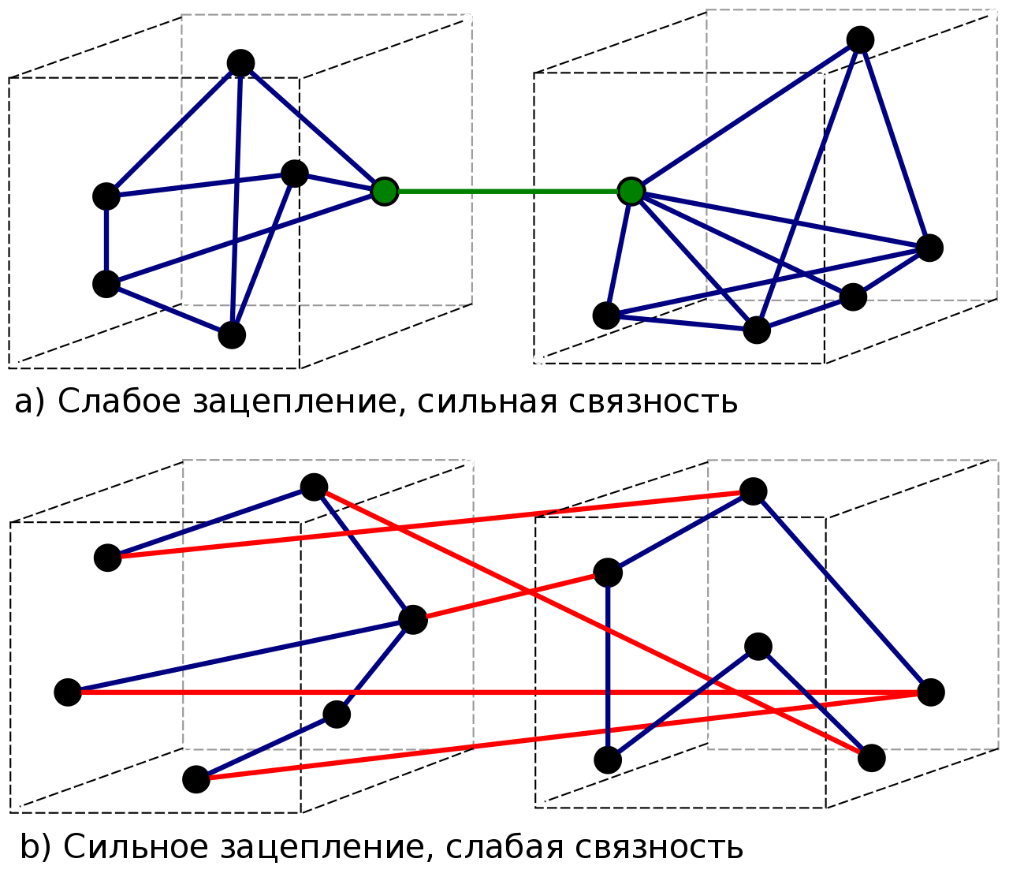 a) Слабое зацепление, сильная связность
b) Сильное зацепление, слабая связность